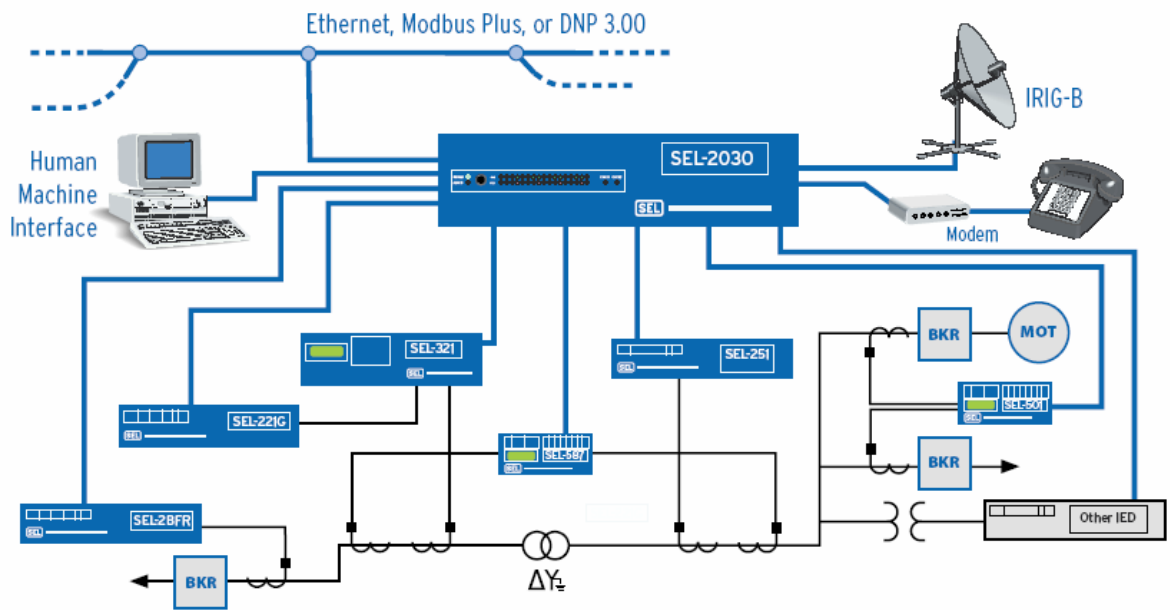 Ethernet, Modbus Plus, or DNP 3.00
IRIG-B
SEL-2030
Human
Machine
Interface
SEL
Modem
BKR
MOT
SEL-321
SEL
SEL-251
SEL
SEL-501
SEL
SEL-221G
SEL
SEL-587
SEL
BKR
SEL-2BFR
SEL
Other IED
BKR
ΔY